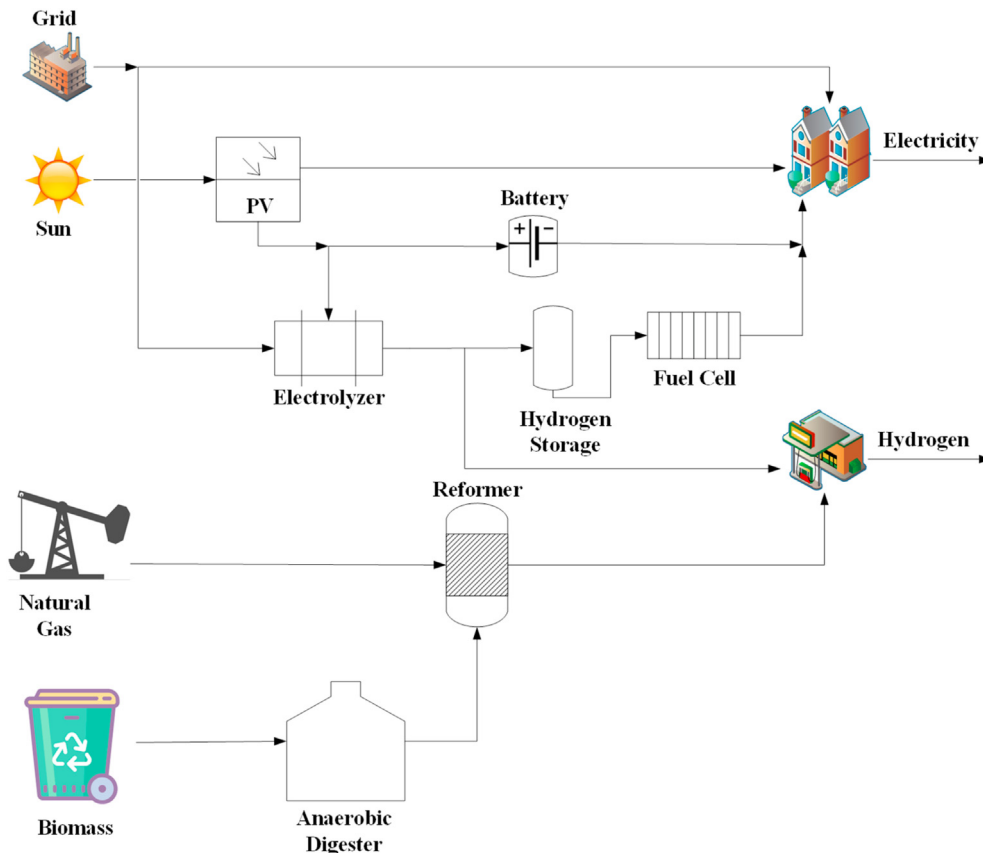 Grid
Sun
PV
Battery
+ −
Electricity
Electrolyzer
Hydrogen
Storage
Fuel Cell
Hydrogen
Reformer
Natural
Gas
Biomass
Anaerobic
Digester